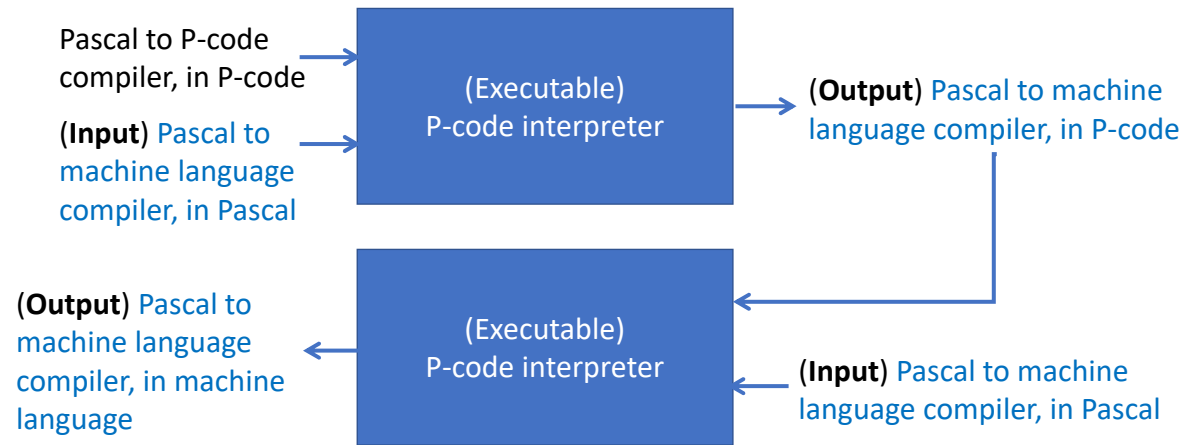 Pascal to P-code
compiler, in P-code
(Input) Pascal to
machine language
compiler, in Pascal
(Executable)
P-code interpreter
(Output) Pascal to machine
language compiler, in P-code
(Output) Pascal to
machine language
compiler, in machine
language
(Executable)
P-code interpreter
(Input) Pascal to machine
language compiler, in Pascal